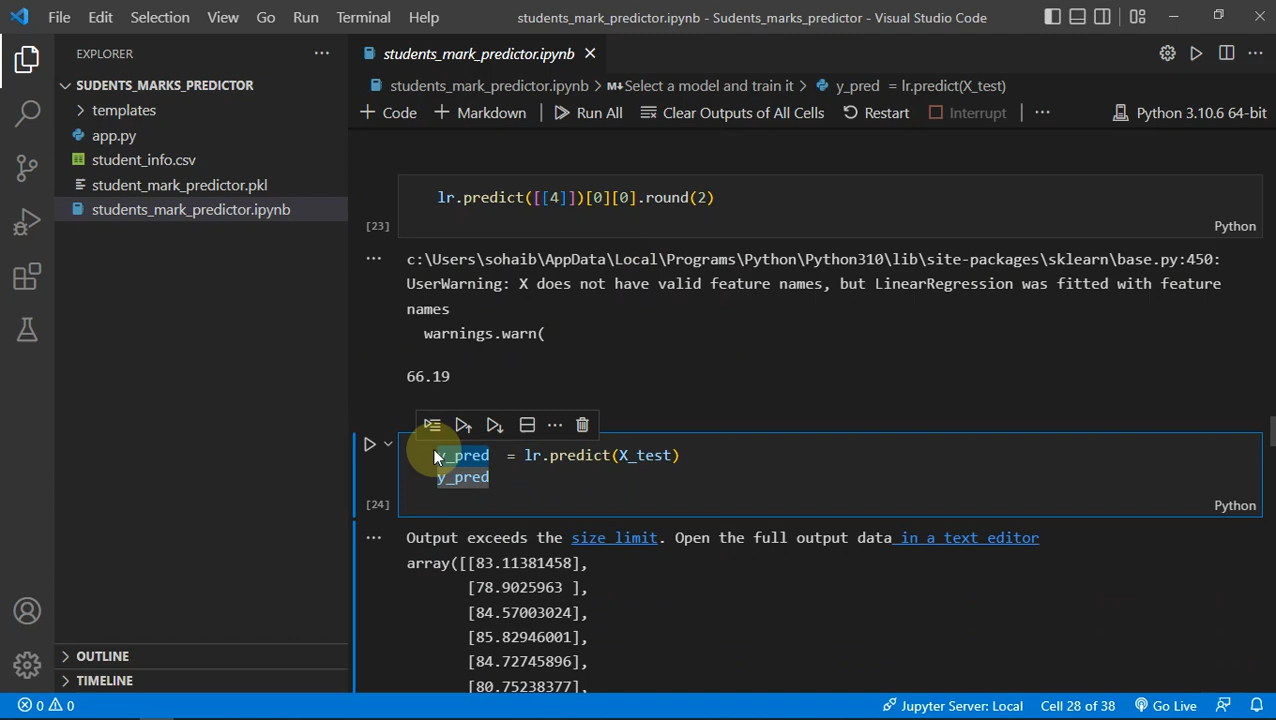 File Edit Selection View Go Run Terminal Help students_mark_predictor.ipynb - Sudents_marks_predictor - Visual Studio Code
EXPLORER
SUDENTS_MARKS_PREDICTOR
templates
app.py
student_info.csv
student_mark_predictor.pkl
students_mark_predictor.ipynb
OUTLINE
TIMELINE
students_mark_predictor.ipynb
students_mark_predictor.ipynb > M↓Select a model and train it > y_pred = lr.predict(X_test)
+ Code + Markdown Run All Clear Outputs of All Cells Restart Interrupt ... Python 3.10.6 64-bit
lr.predict([[4]])[0][0].round(2)
[23] Python
c:\Users\sohaib\AppData\Local\Programs\Python\Python310\lib\site-packages\sklearn\base.py:450:
UserWarning: X does not have valid feature names, but LinearRegression was fitted with feature
names
warnings.warn(
66.19
y_pred = lr.predict(X_test)
y_pred
[24] Python
Output exceeds the size limit. Open the full output data in a text editor
array([[83.11381458],
[78.9025963 ],
[84.57003024],
[85.82946001],
[84.72745896],
[80.75238377],
0 0 Jupyter Server: Local Cell 28 of 38 Go Live